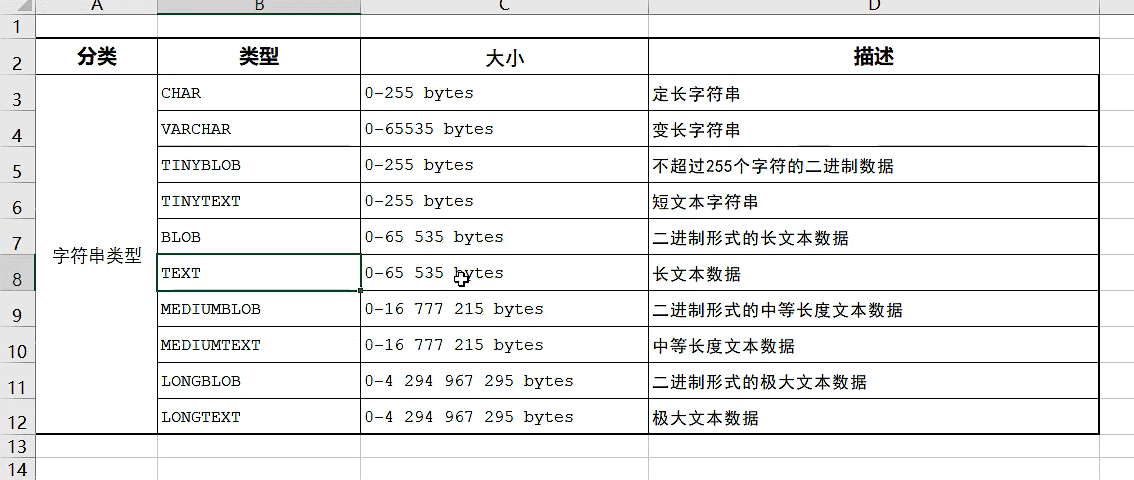 A B C D
1
2 分类 类型 大小 描述
3 CHAR 0-255 bytes 定长字符串
4 VARCHAR 0-65535 bytes 变长字符串
5 TINYBLOB 0-255 bytes 不超过255个字符的二进制数据
6 TINYTEXT 0-255 bytes 短文本字符串
7 BLOB 0-65 535 bytes 二进制形式的长文本数据
字符串类型
8 TEXT 0-65 535 bytes 长文本数据
9 MEDIUMBLOB 0-16 777 215 bytes 二进制形式的中等长度文本数据
10 MEDIUMTEXT 0-16 777 215 bytes 中等长度文本数据
11 LONGBLOB 0-4 294 967 295 bytes 二进制形式的极大文本数据
12 LONGTEXT 0-4 294 967 295 bytes 极大文本数据
13
14